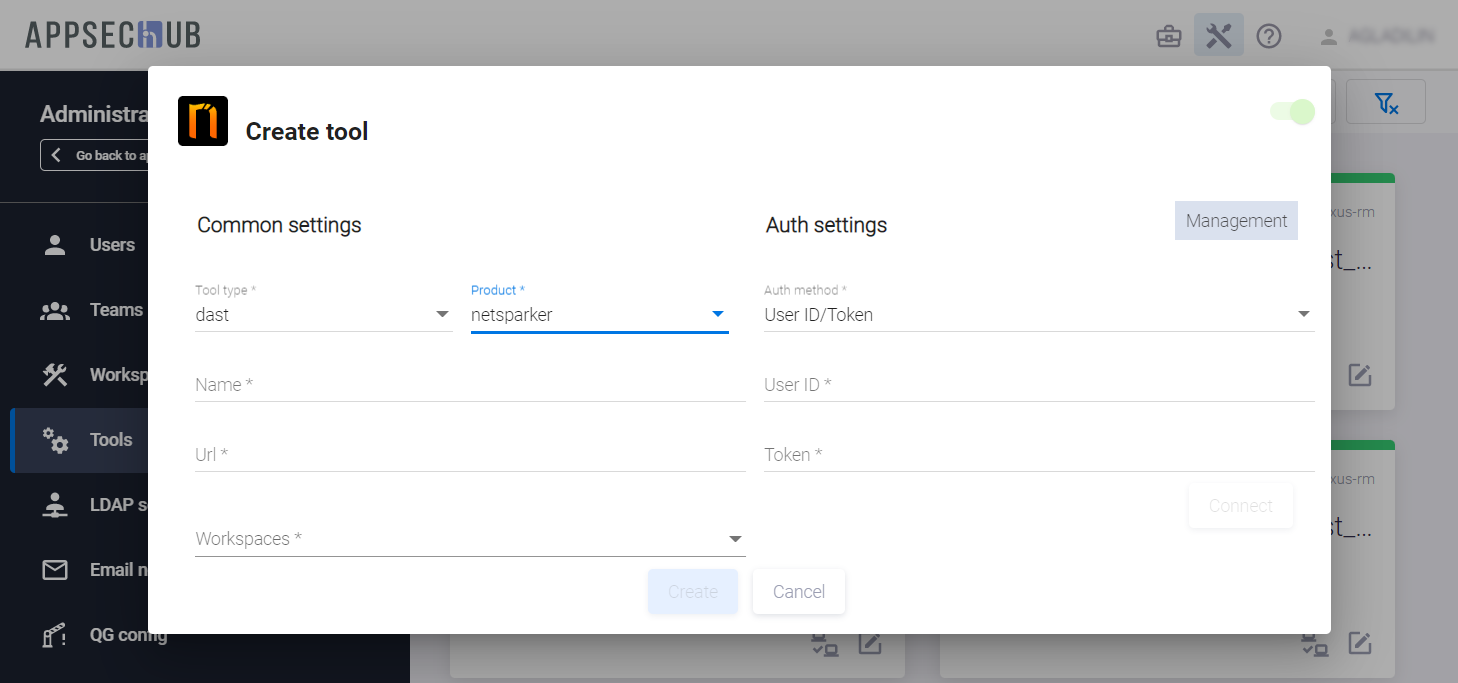 APPSECHUB
Administra
Go back to ap
Users
Teams
Worksp
Tools
LDAP s
Email n
QG config
Create tool
Common settings
Tool type *
dast
Product *
netsparker
Name *
Url *
Workspaces *
Auth settings
Management
Auth method *
User ID/Token
User ID *
Token *
Connect
Create
Cancel
xus-rm
st_...
xus-rm
st_...